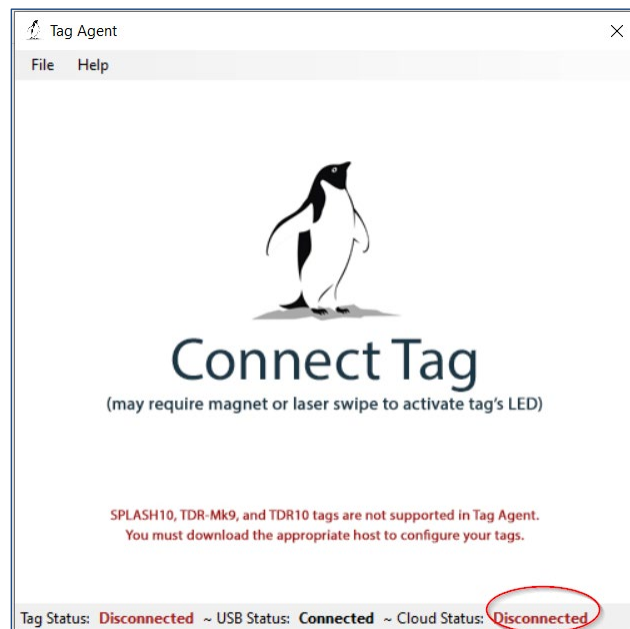 Tag Agent
File Help
Connect Tag
(may require magnet or laser swipe to activate tag's LED)
SPLASH10, TDR-Mk9, and TDR10 tags are not supported in Tag Agent.
You must download the appropriate host to configure your tags.
Tag Status: Disconnected ~ USB Status: Connected ~ Cloud Status: Disconnected